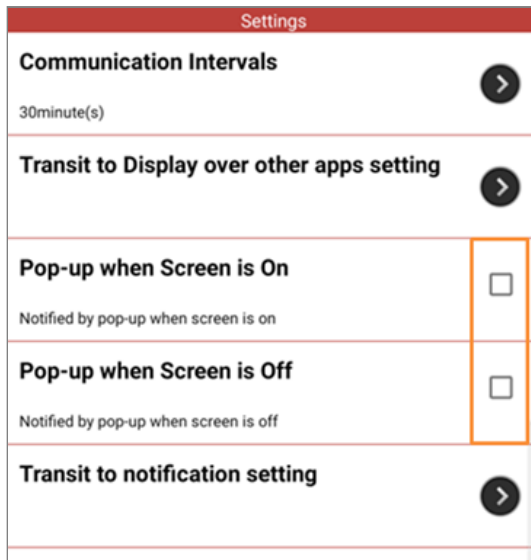 Settings
Communication Intervals
30minute(s)
Transit to Display over other apps setting
Pop-up when Screen is On
Notified by pop-up when screen is on
Pop-up when Screen is Off
Notified by pop-up when screen is off
Transit to notification setting